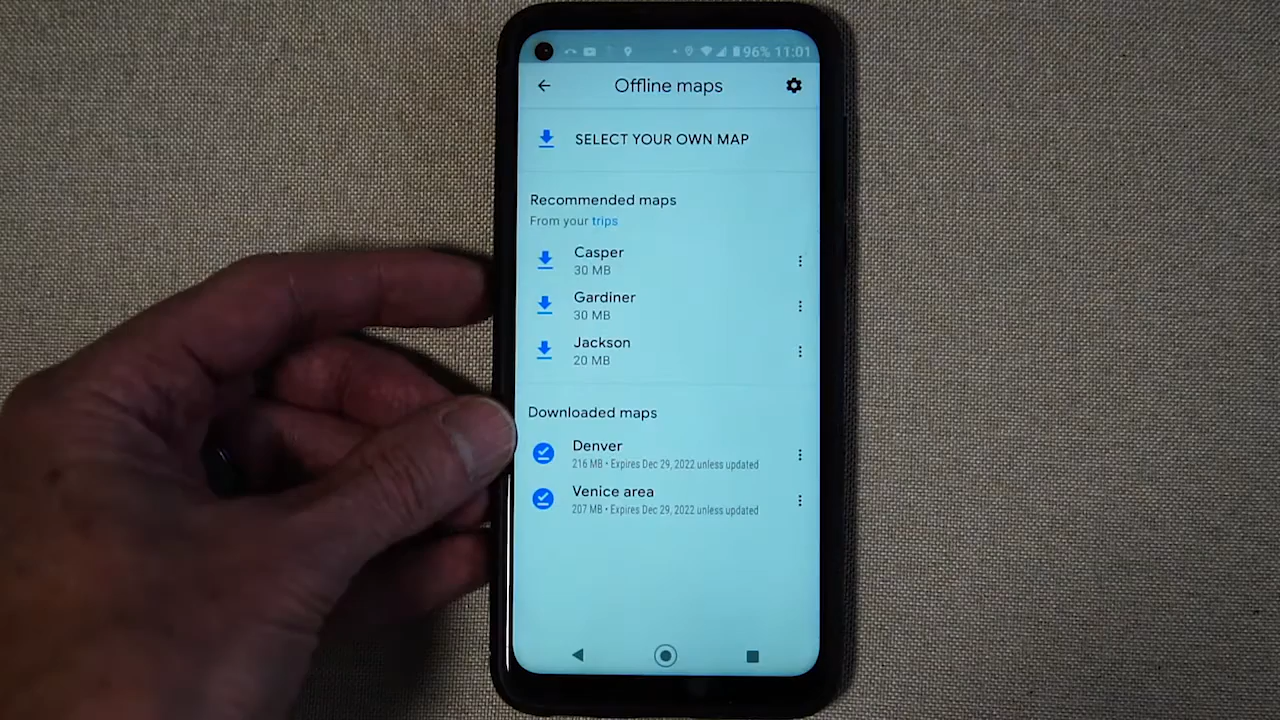 96% 11:01
Offline maps
SELECT YOUR OWN MAP
Recommended maps
From your trips
Casper
30 MB
Gardiner
30 MB
Jackson
20 MB
Downloaded maps
Denver
216 MB • Expires Dec 29, 2022 unless updated
Venice area
207 MB • Expires Dec 29, 2022 unless updated